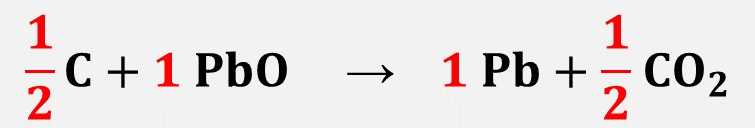 1/2 C + 1 PbO → 1 Pb + 1/2 CO₂